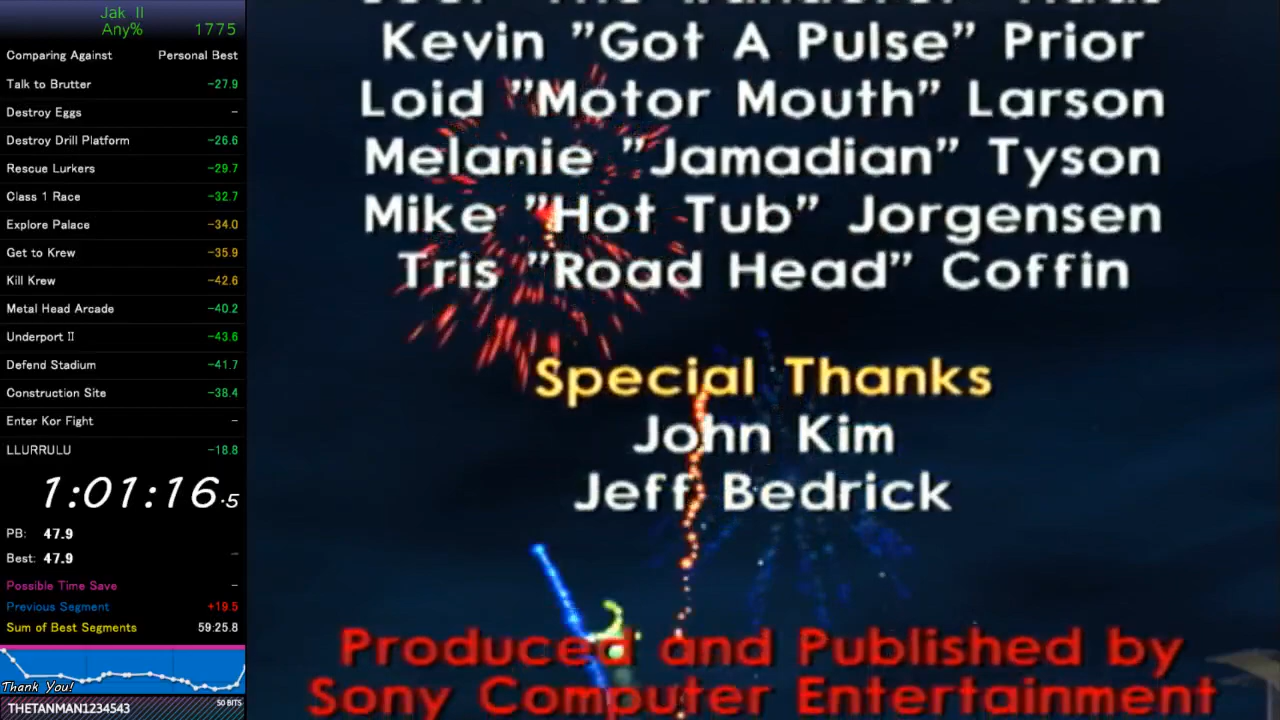 Jak II
Any% 1775
Comparing Against Personal Best
Talk to Brutter -27.9
Destroy Eggs -
Destroy Drill Platform -26.6
Rescue Lurkers -29.7
Class 1 Race -32.7
Explore Palace -34.0
Get to Krew -35.9
Kill Krew -42.6
Metal Head Arcade -40.2
Underport II -43.6
Defend Stadium -41.7
Construction Site -38.4
Enter Kor Fight -
LLURRULU -18.8
1:01:16.5
PB: 47.9
Best: 47.9 -
Possible Time Save -
Previous Segment +19.5
Sum of Best Segments 59:25.8
Thank You!
THETANMAN1234543 50 BITS
Kevin "Got A Pulse" Prior
Loid "Motor Mouth" Larson
Melanie "Jamadian" Tyson
Mike "Hot Tub" Jorgensen
Tris "Road Head" Coffin
Special Thanks
John Kim
Jeff Bedrick
Produced and Published by
Sony Computer Entertainment